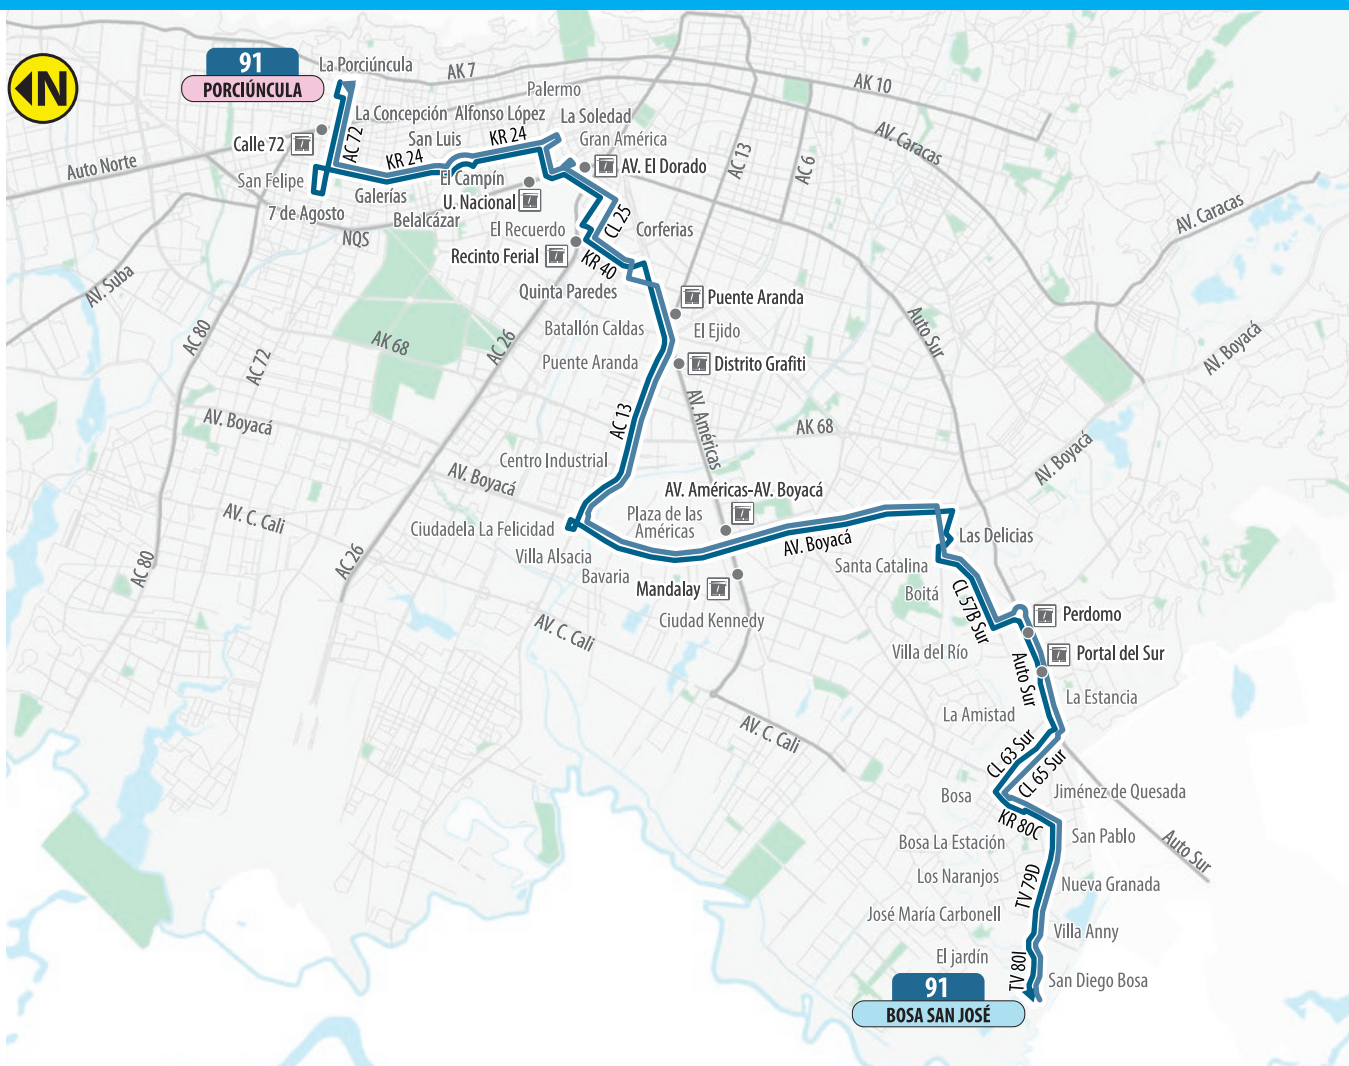 N
91
PORCIÚNCULA
La Porciúncula
AK 7
AK 10
Palermo
La Concepción
Alfonso López
La Soledad
Calle 72
AC 72
San Luis
KR 24
Gran América
AC 13
AC 6
AV. Caracas
Auto Norte
KR 24
AV. El Dorado
San Felipe
Galerías
El Campín
U. Nacional
7 de Agosto
Belalcázar
CL 25
AV. Caracas
NQS
El Recuerdo
Corferias
Recinto Ferial
KR 40
AV. Suba
Quinta Paredes
Puente Aranda
AC 80
AC 72
AK 68
AC 26
Batallón Caldas
El Ejido
Auto Sur
AV. Boyacá
Puente Aranda
Distrito Grafiti
AV. Boyacá
AC 13
AV. Américas
AK 68
AV. Boyacá
Centro Industrial
AV. Boyacá
AV. Américas-AV. Boyacá
AV. C. Cali
Ciudadela La Felicidad
Plaza de las
Américas
AV. Boyacá
Las Delicias
AC 80
AC 26
Villa Alsacia
Bavaria
Santa Catalina
Mandalay
Boitá
CL 57B Sur
Perdomo
AV. C. Cali
Ciudad Kennedy
Villa del Río
Auto Sur
Portal del Sur
La Estancia
AV. C. Cali
La Amistad
CL 63 Sur
CL 65 Sur
Bosa
Jiménez de Quesada
KR 80C
San Pablo
Auto Sur
Bosa La Estación
Los Naranjos
TV 79D
Nueva Granada
José María Carbonell
Villa Anny
El jardín
TV 80I
San Diego Bosa
91
BOSA SAN JOSÉ